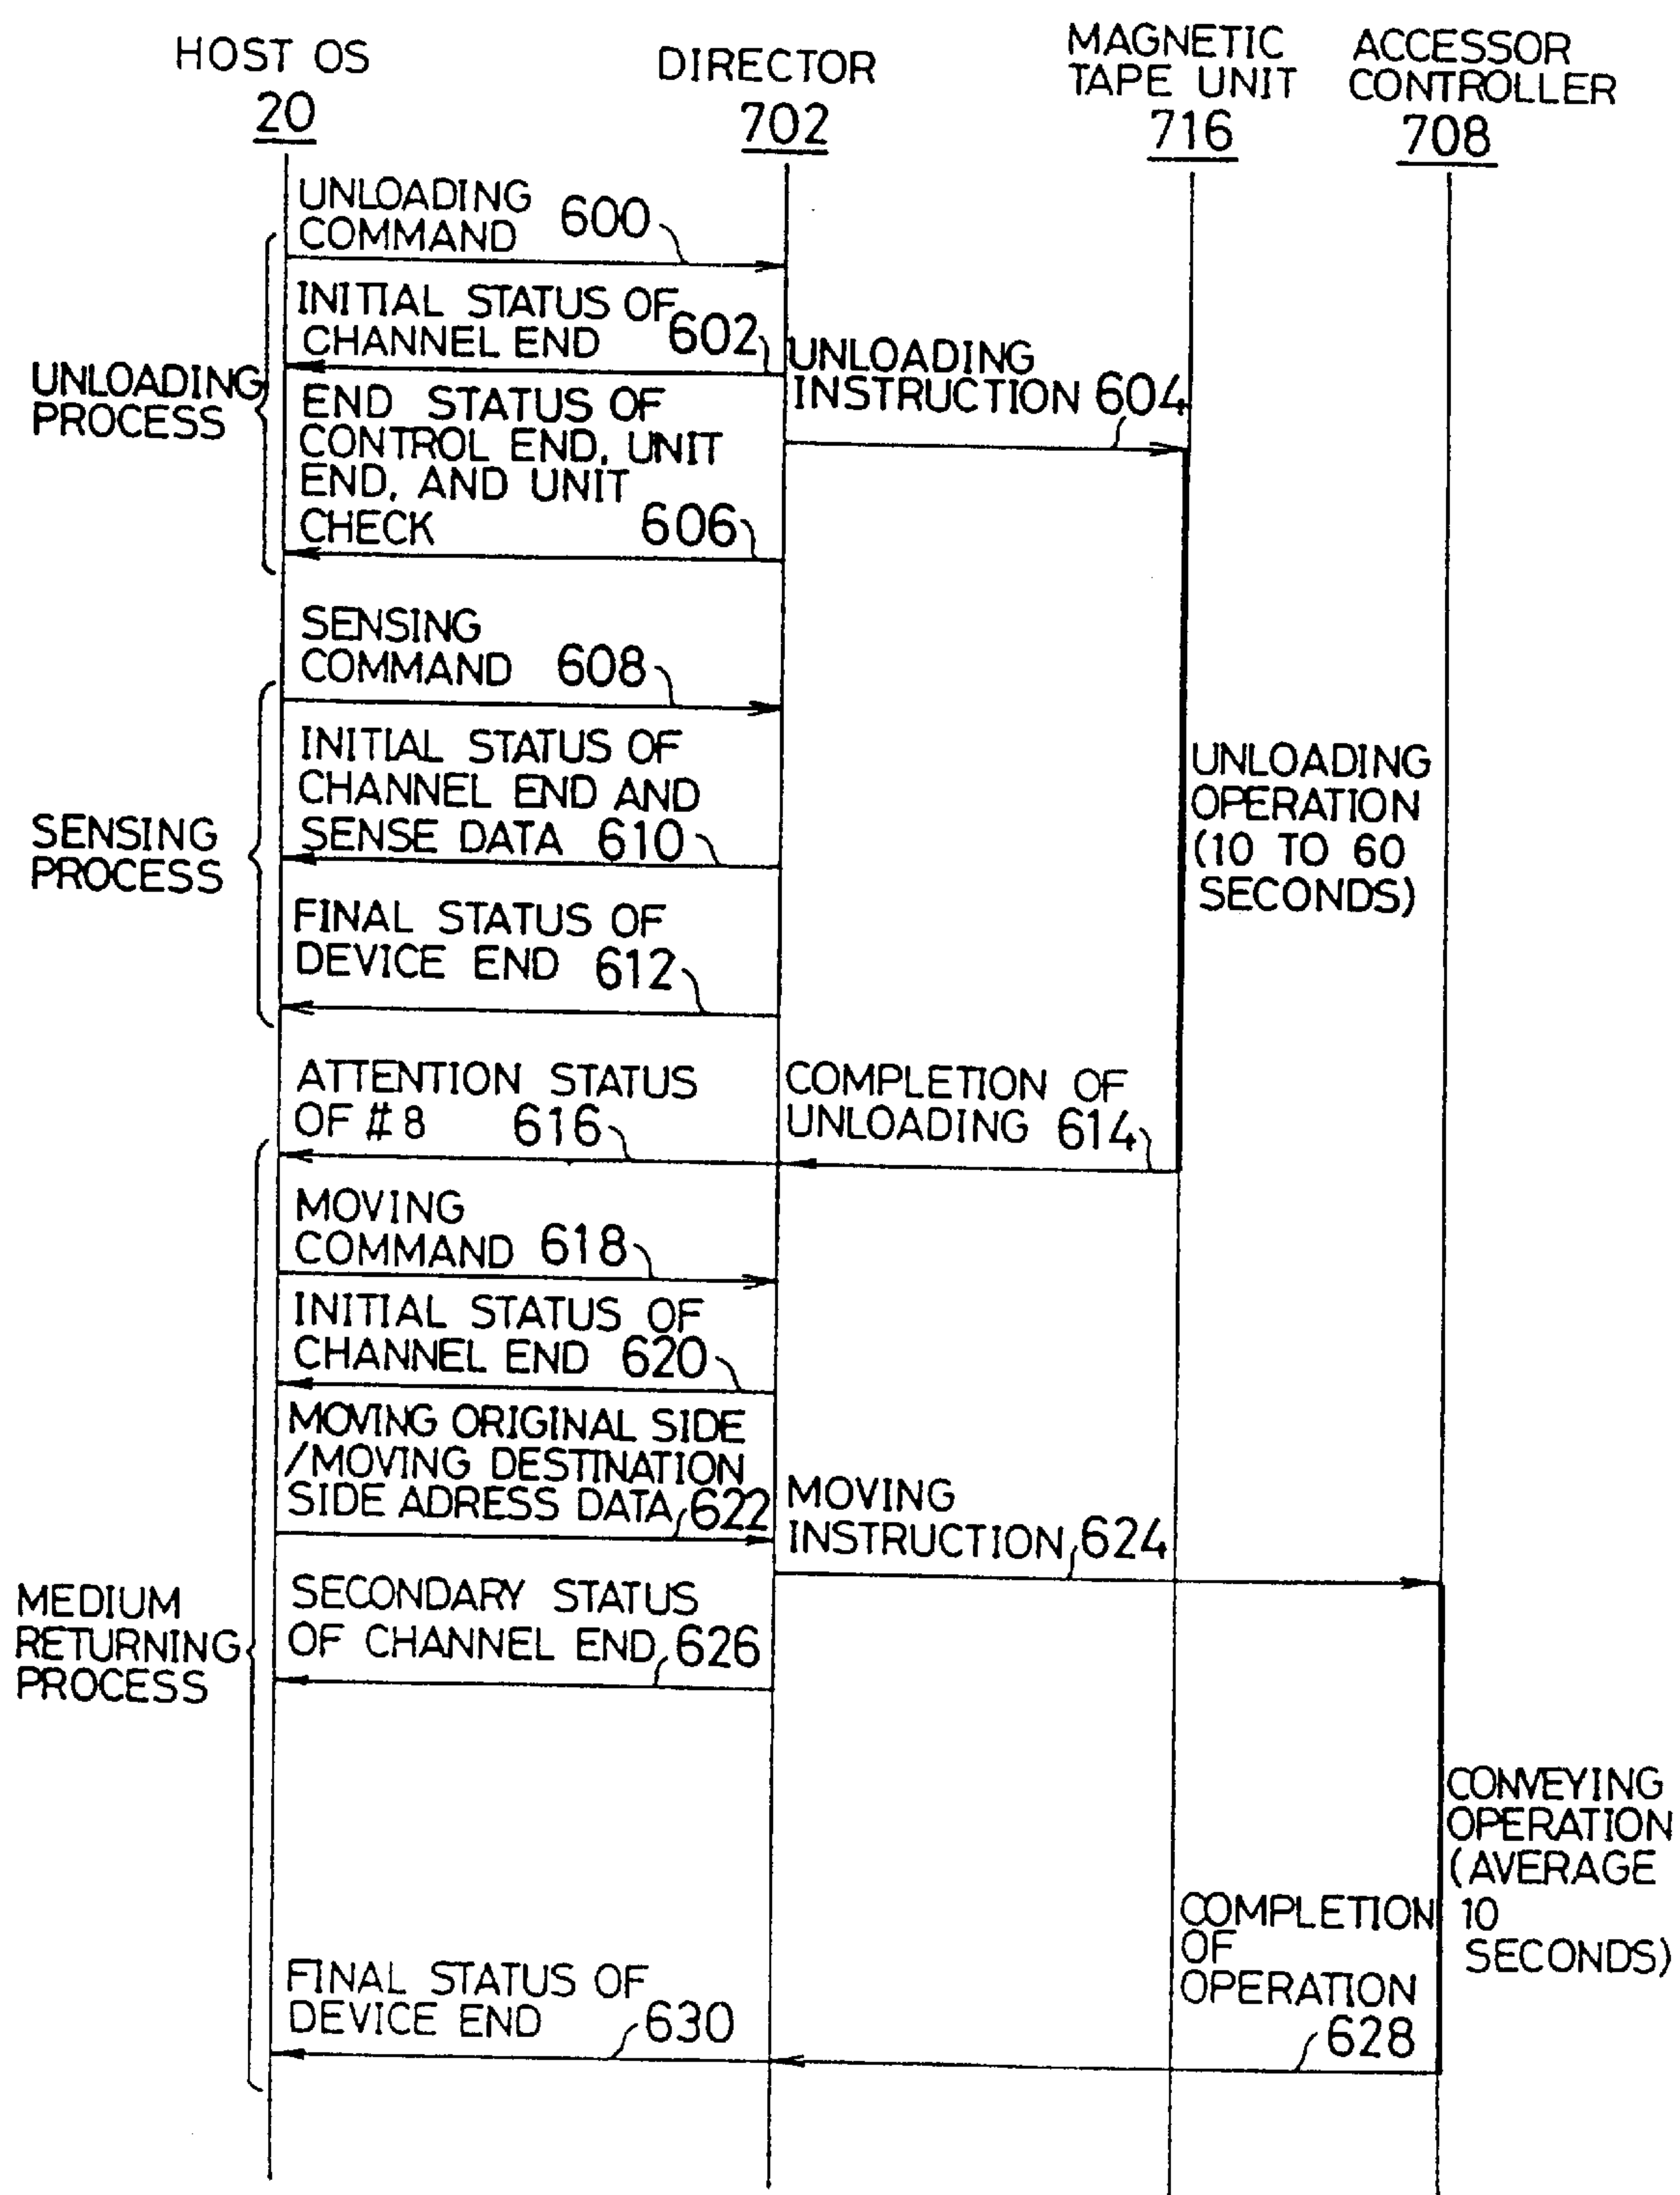 HOST OS
20
DIRECTOR
702
MAGNETIC
TAPE UNIT
716
ACCESSOR
CONTROLLER
708
UNLOADING
COMMAND 600
INITIAL STATUS OF
CHANNEL END 602
UNLOADING
INSTRUCTION 604
UNLOADING
PROCESS
END STATUS OF
CONTROL END, UNIT
END, AND UNIT
CHECK 606
SENSING
COMMAND 608
INITIAL STATUS OF
CHANNEL END AND
SENSE DATA 610
SENSING
PROCESS
UNLOADING
OPERATION
(10 TO 60
SECONDS)
FINAL STATUS OF
DEVICE END 612
ATTENTION STATUS
OF #8 616
COMPLETION OF
UNLOADING 614
MOVING
COMMAND 618
INITIAL STATUS OF
CHANNEL END 620
MOVING ORIGINAL SIDE
/MOVING DESTINATION
SIDE ADRESS DATA 622
MOVING
INSTRUCTION 624
MEDIUM
RETURNING
PROCESS
SECONDARY STATUS
OF CHANNEL END 626
CONVEYING
OPERATION
(AVERAGE
10
SECONDS)
COMPLETION
OF
OPERATION
628
FINAL STATUS OF
DEVICE END 630